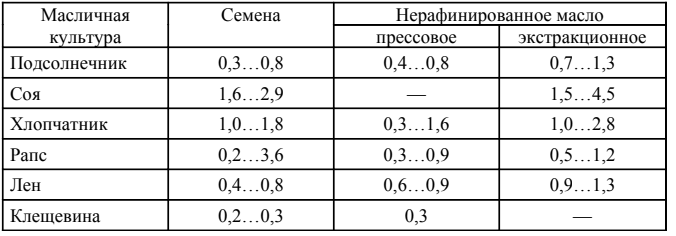 Масличная культура Семена Нерафинированное масло
прессовое экстракционное
Подсолнечник 0,3…0,8 0,4…0,8 0,7…1,3
Соя 1,6…2,9 — 1,5…4,5
Хлопчатник 1,0…1,8 0,3…1,6 1,0…2,8
Рапс 0,2…3,6 0,3…0,9 0,5…1,2
Лен 0,4…0,8 0,6…0,9 0,9…1,3
Клещевина 0,2…0,3 0,3 —